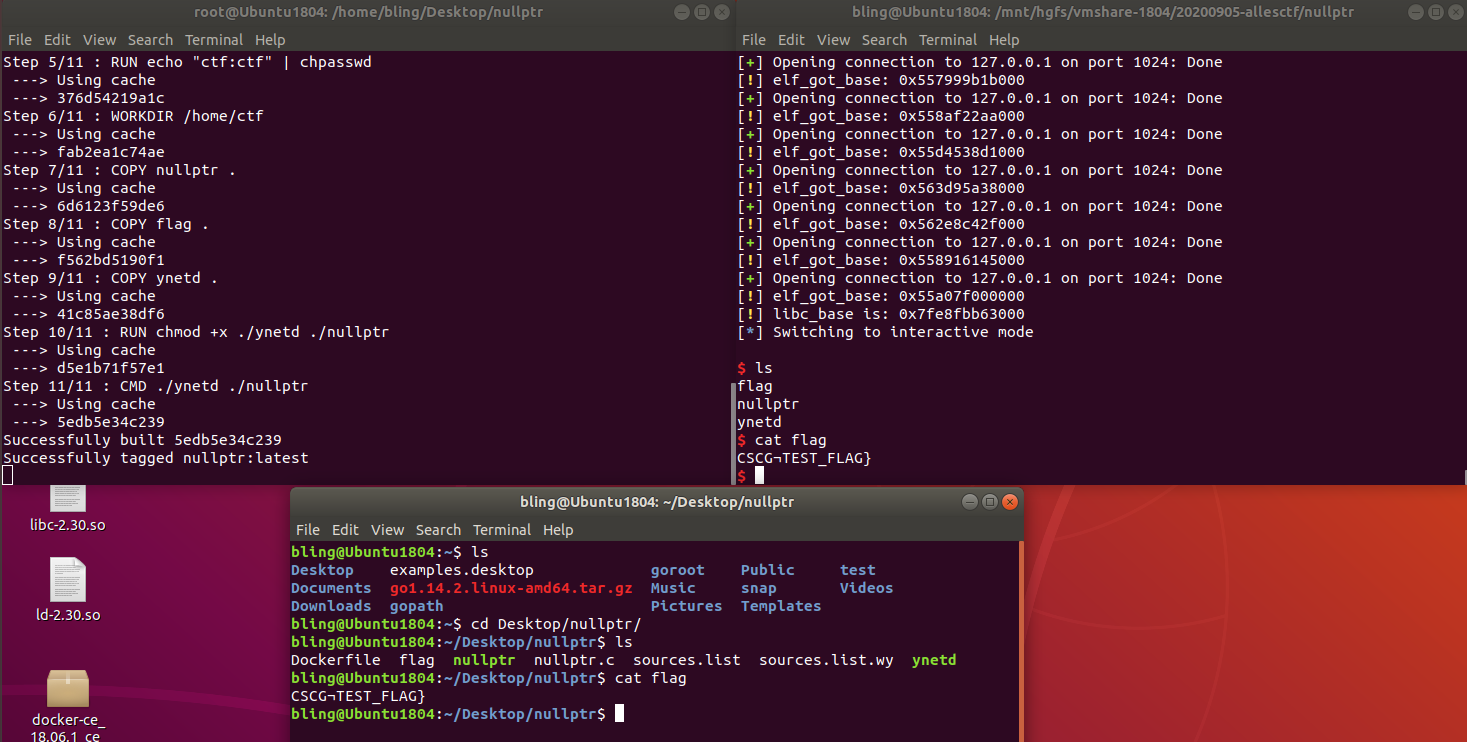 root@Ubuntu1804: /home/bling/Desktop/nullptr
File Edit View Search Terminal Help
Step 5/11 : RUN echo "ctf:ctf" | chpasswd
---> Using cache
---> 376d54219a1c
Step 6/11 : WORKDIR /home/ctf
---> Using cache
---> fab2ea1c74ae
Step 7/11 : COPY nullptr .
---> Using cache
---> 6d6123f59de6
Step 8/11 : COPY flag .
---> Using cache
---> f562bd5190f1
Step 9/11 : COPY ynetd .
---> Using cache
---> 41c85ae38df6
Step 10/11 : RUN chmod +x ./ynetd ./nullptr
---> Using cache
---> d5e1b71f57e1
Step 11/11 : CMD ./ynetd ./nullptr
---> Using cache
---> 5edb5e34c239
Successfully built 5edb5e34c239
Successfully tagged nullptr:latest
bling@Ubuntu1804: /mnt/hgfs/vmshare-1804/20200905-allesctf/nullptr
File Edit View Search Terminal Help
[+] Opening connection to 127.0.0.1 on port 1024: Done
[!] elf_got_base: 0x557999b1b000
[+] Opening connection to 127.0.0.1 on port 1024: Done
[!] elf_got_base: 0x558af22aa000
[+] Opening connection to 127.0.0.1 on port 1024: Done
[!] elf_got_base: 0x55d4538d1000
[+] Opening connection to 127.0.0.1 on port 1024: Done
[!] elf_got_base: 0x563d95a38000
[+] Opening connection to 127.0.0.1 on port 1024: Done
[!] elf_got_base: 0x562e8c42f000
[+] Opening connection to 127.0.0.1 on port 1024: Done
[!] elf_got_base: 0x558916145000
[+] Opening connection to 127.0.0.1 on port 1024: Done
[!] elf_got_base: 0x55a07f000000
[!] libc_base is: 0x7fe8fbb63000
[*] Switching to interactive mode
$ ls
flag
nullptr
ynetd
$ cat flag
CSCG¬TEST_FLAG}
$
libc-2.30.so
ld-2.30.so
docker-ce_
18.06.1_ce_
bling@Ubuntu1804: ~/Desktop/nullptr
File Edit View Search Terminal Help
bling@Ubuntu1804:~$ ls
Desktop examples.desktop goroot Public test
Documents go1.14.2.linux-amd64.tar.gz Music snap Videos
Downloads gopath Pictures Templates
bling@Ubuntu1804:~$ cd Desktop/nullptr/
bling@Ubuntu1804:~/Desktop/nullptr$ ls
Dockerfile flag nullptr nullptr.c sources.list sources.list.wy ynetd
bling@Ubuntu1804:~/Desktop/nullptr$ cat flag
CSCG¬TEST_FLAG}
bling@Ubuntu1804:~/Desktop/nullptr$